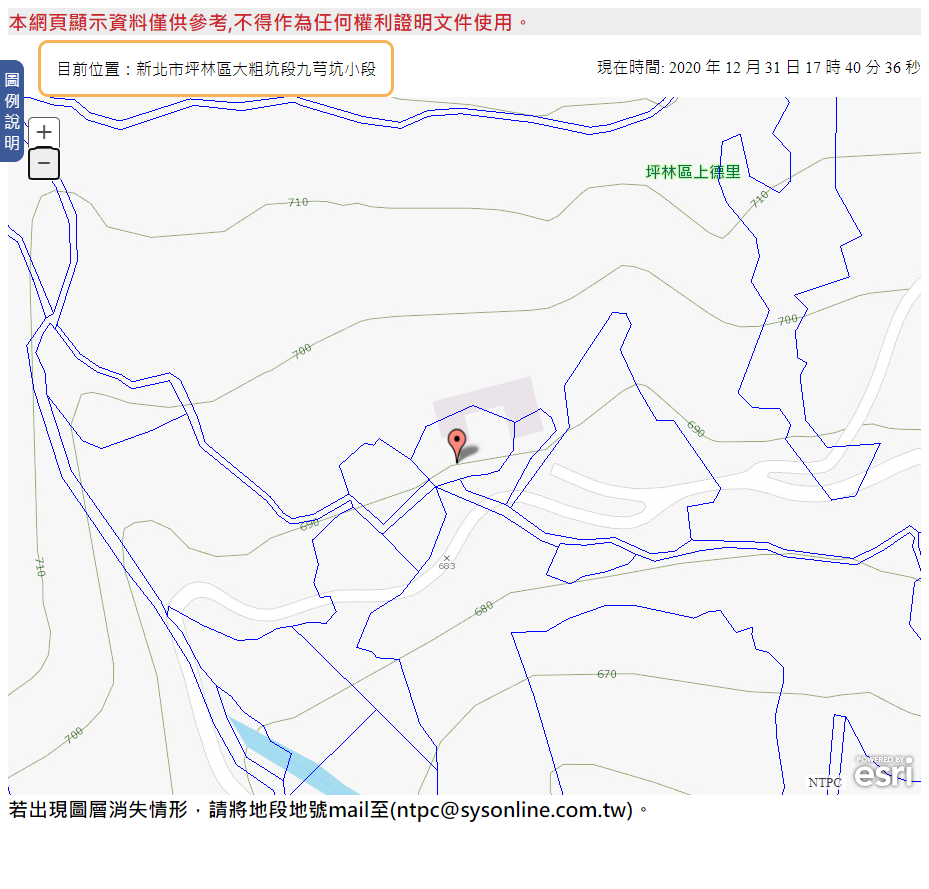 本網頁顯示資料僅供參考,不得作為任何權利證明文件使用。
目前位置：新北市坪林區大粗坑段九芎坑小段
現在時間: 2020 年 12 月 31 日 17 時 40 分 36 秒
圖例說明
+
−
坪林區上德里
710
710
700
700
690
690
683
710
680
670
700
POWERED BY
esri
NTPC
若出現圖層消失情形，請將地段地號mail至(ntpc@sysonline.com.tw)。